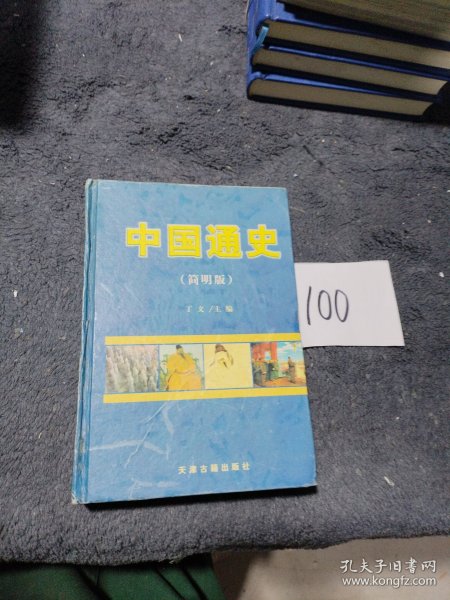 中国通史
(简明版)
丁文/主编
100
天津古籍出版社
孔夫子旧书网
www.kongfz.com